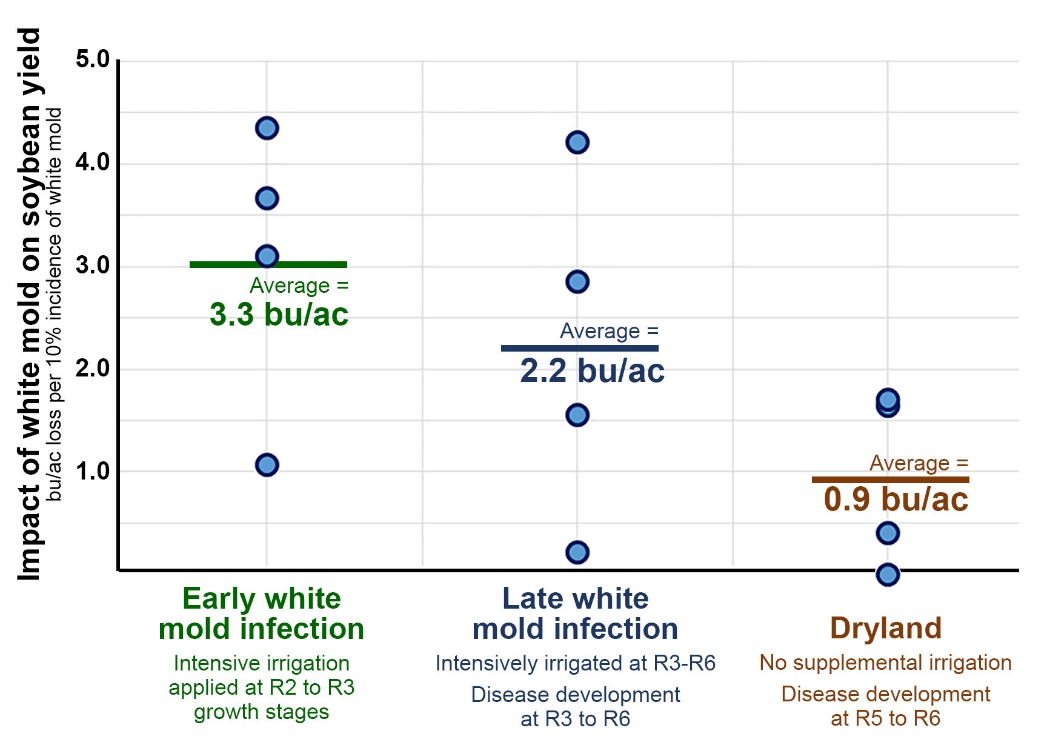 Impact of white mold on soybean yield
bu/ac loss per 10% incidence of white mold
5.0
4.0
3.0
2.0
1.0
Average =
3.3 bu/ac
Average =
2.2 bu/ac
Average =
0.9 bu/ac
Early white
mold infection
Intensive irrigation
applied at R2 to R3
growth stages
Late white
mold infection
Intensively irrigated at R3-R6
Disease development
at R3 to R6
Dryland
No supplemental irrigation
Disease development
at R5 to R6